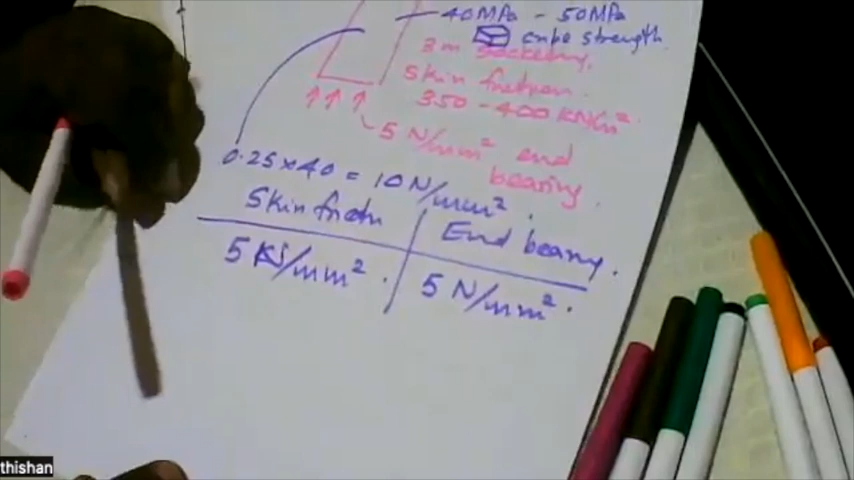 40MPa - 50MPa
cube strength
3m socketing.
Skin friction.
350-400 KN/m²
5 N/mm² end
bearing.
0.25×40 = 10 N/mm².
Skin frictn
End bearing.
5 N/mm².
5 N/mm².
thishan